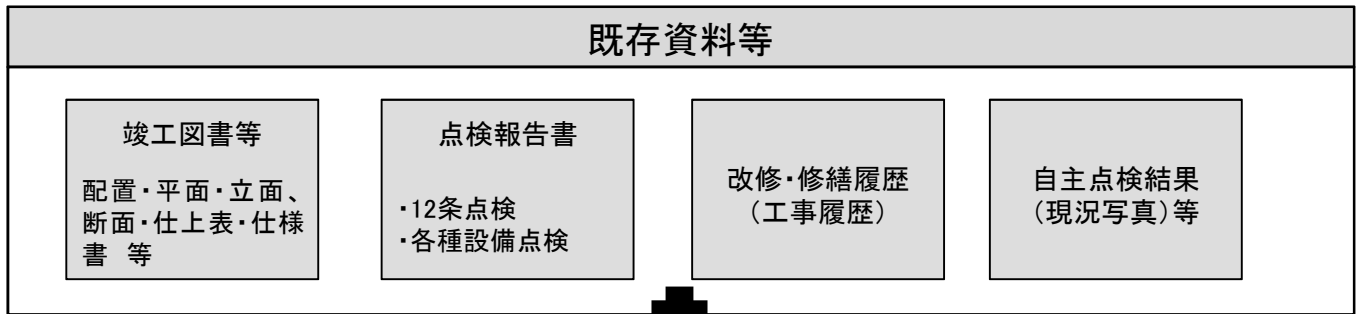 既存資料等
竣工図書等
配置・平面・立面、
断面・仕上表・仕様
書 等
点検報告書
・12条点検
・各種設備点検
改修・修繕履歴
（工事履歴）
自主点検結果
（現況写真）等